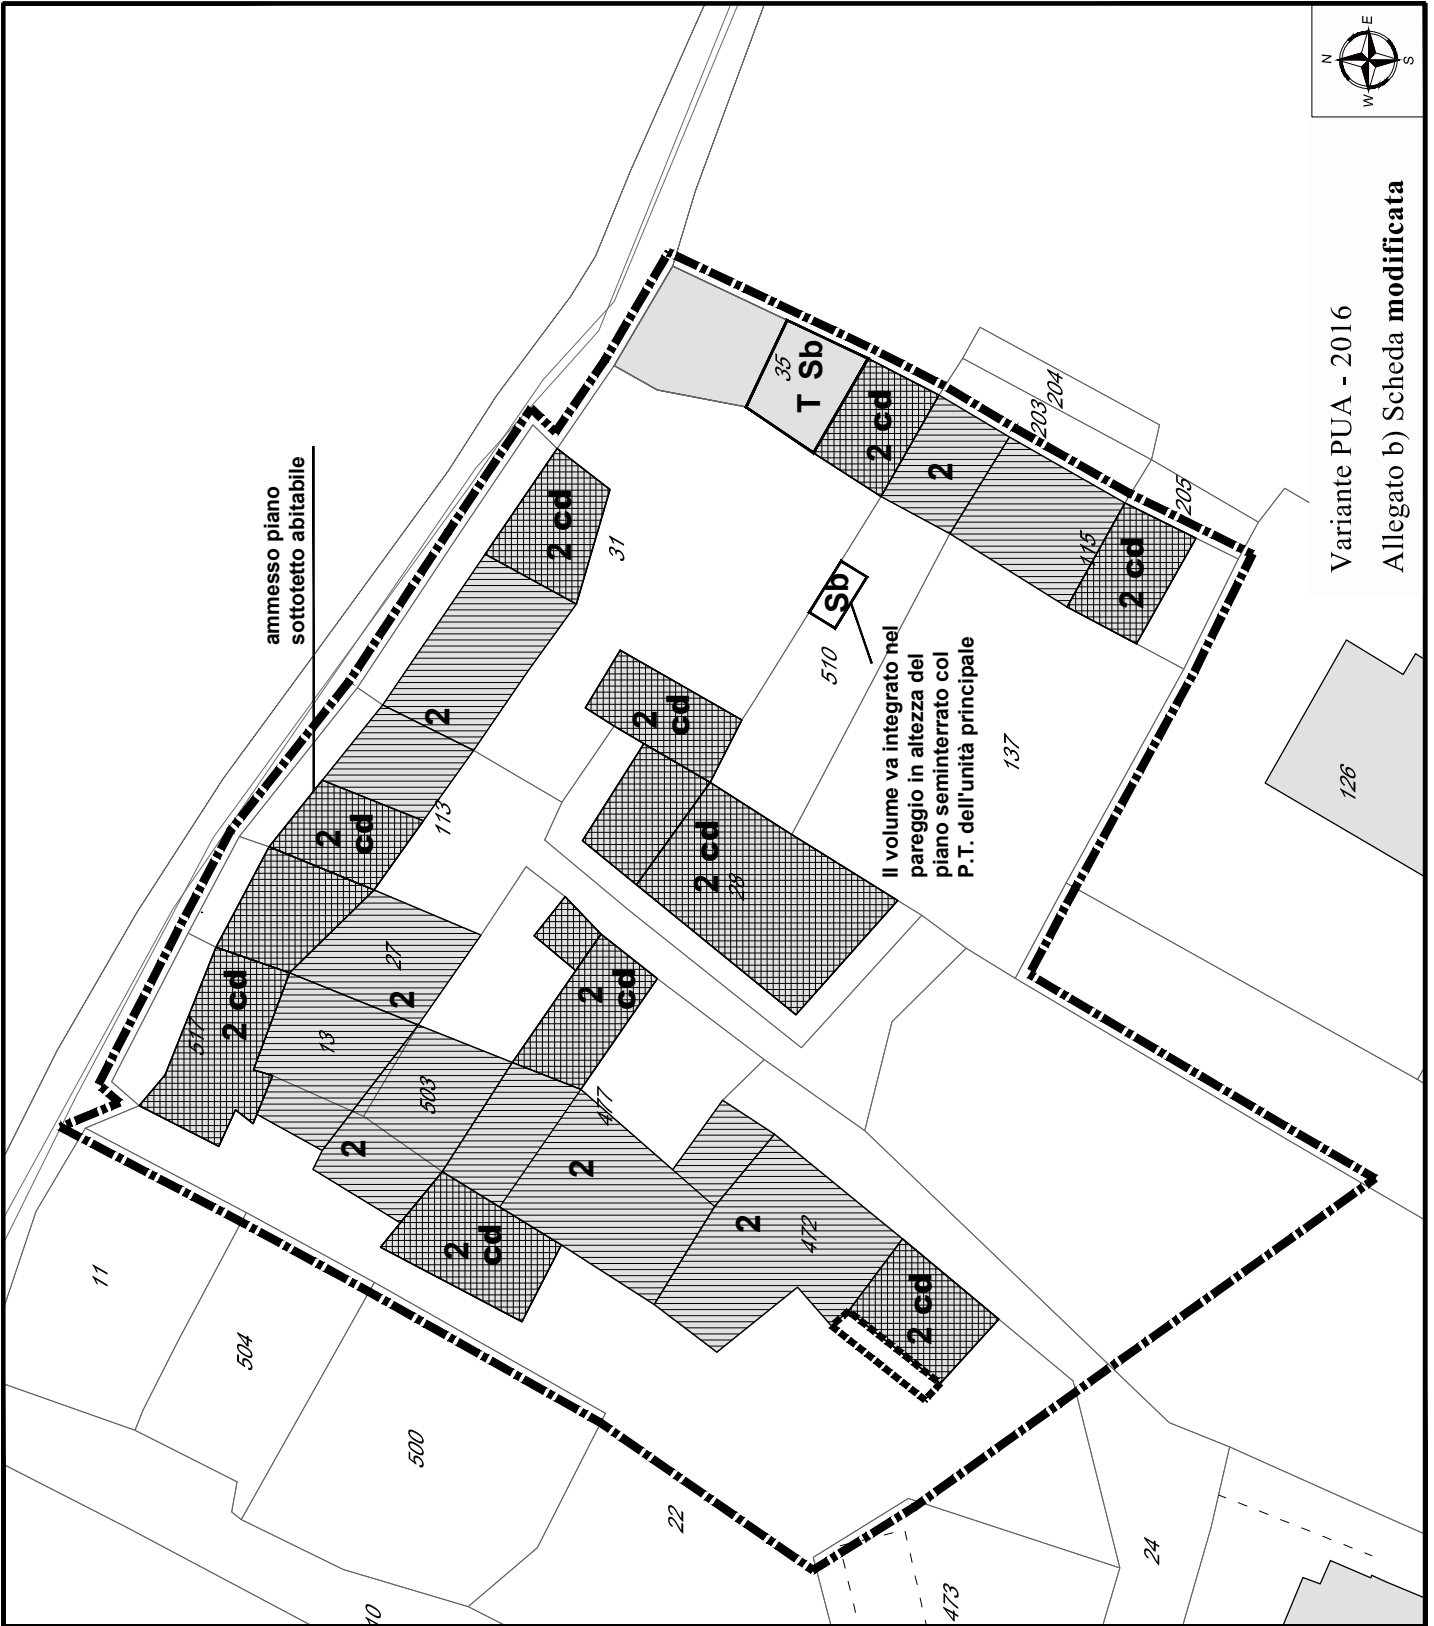 ammesso piano
sottotetto abitabile
11
504
500
22
10
473
24
517
2 cd
13
27
2
503
2
2
cd
113
2
2 cd
31
2
cd
2 cd
28
2
cd
477
2
2
cd
2
472
2 cd
35
T Sb
2 cd
2
203
204
205
115
2 cd
Sb
510
Il volume va integrato nel
pareggio in altezza del
piano seminterrato col
P.T. dell'unità principale
137
126
N
E
S
W
Variante PUA - 2016
Allegato b) Scheda modificata